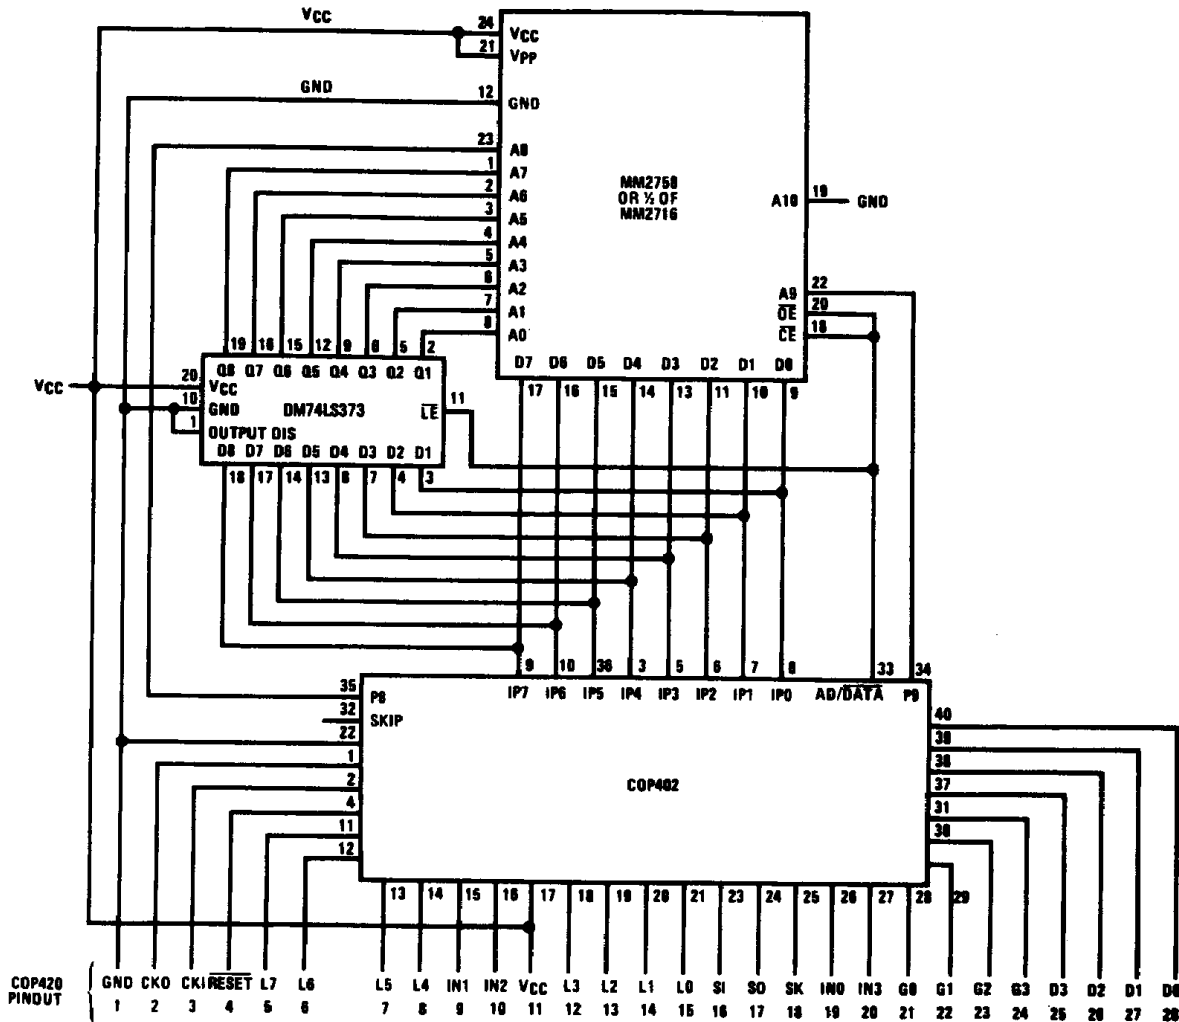 VCC
24
VCC
21
VPP
GND
12
GND
23
A8
1
A7
2
A6
3
A5
4
A4
5
A3
6
A2
7
A1
8
A0
MM2758
OR ½ OF
MM2716
A10
19
GND
A9
22
OE
20
CE
18
D7 D6 D5 D4 D3 D2 D1 D0
17 16 15 14 13 11 10 9
19 16 15 12 9 6 5 2
Q8 Q7 Q6 Q5 Q4 Q3 Q2 Q1
VCC
20
VCC
10
GND
1
OUTPUT DIS
DM74LS373
LE
11
D8 D7 D6 D5 D4 D3 D2 D1
18 17 14 13 8 7 4 3
9 10 36 3 5 6 7 8 33 34
IP7 IP6 IP5 IP4 IP3 IP2 IP1 IP0 AD/DATA P9
35
P8
32
SKIP
22
1
2
4
11
12
COP402
40
39
38
37
31
30
13 14 15 16 17 18 19 20 21 23 24 25 26 27 28 29
COP420
PINOUT
GND CKO CKI RESET L7 L6 L5 L4 IN1 IN2 VCC L3 L2 L1 L0 SI SO SK IN0 IN3 G0 G1 G2 G3 D3 D2 D1 D0
1 2 3 4 5 6 7 8 9 10 11 12 13 14 15 16 17 18 19 20 21 22 23 24 25 26 27 28